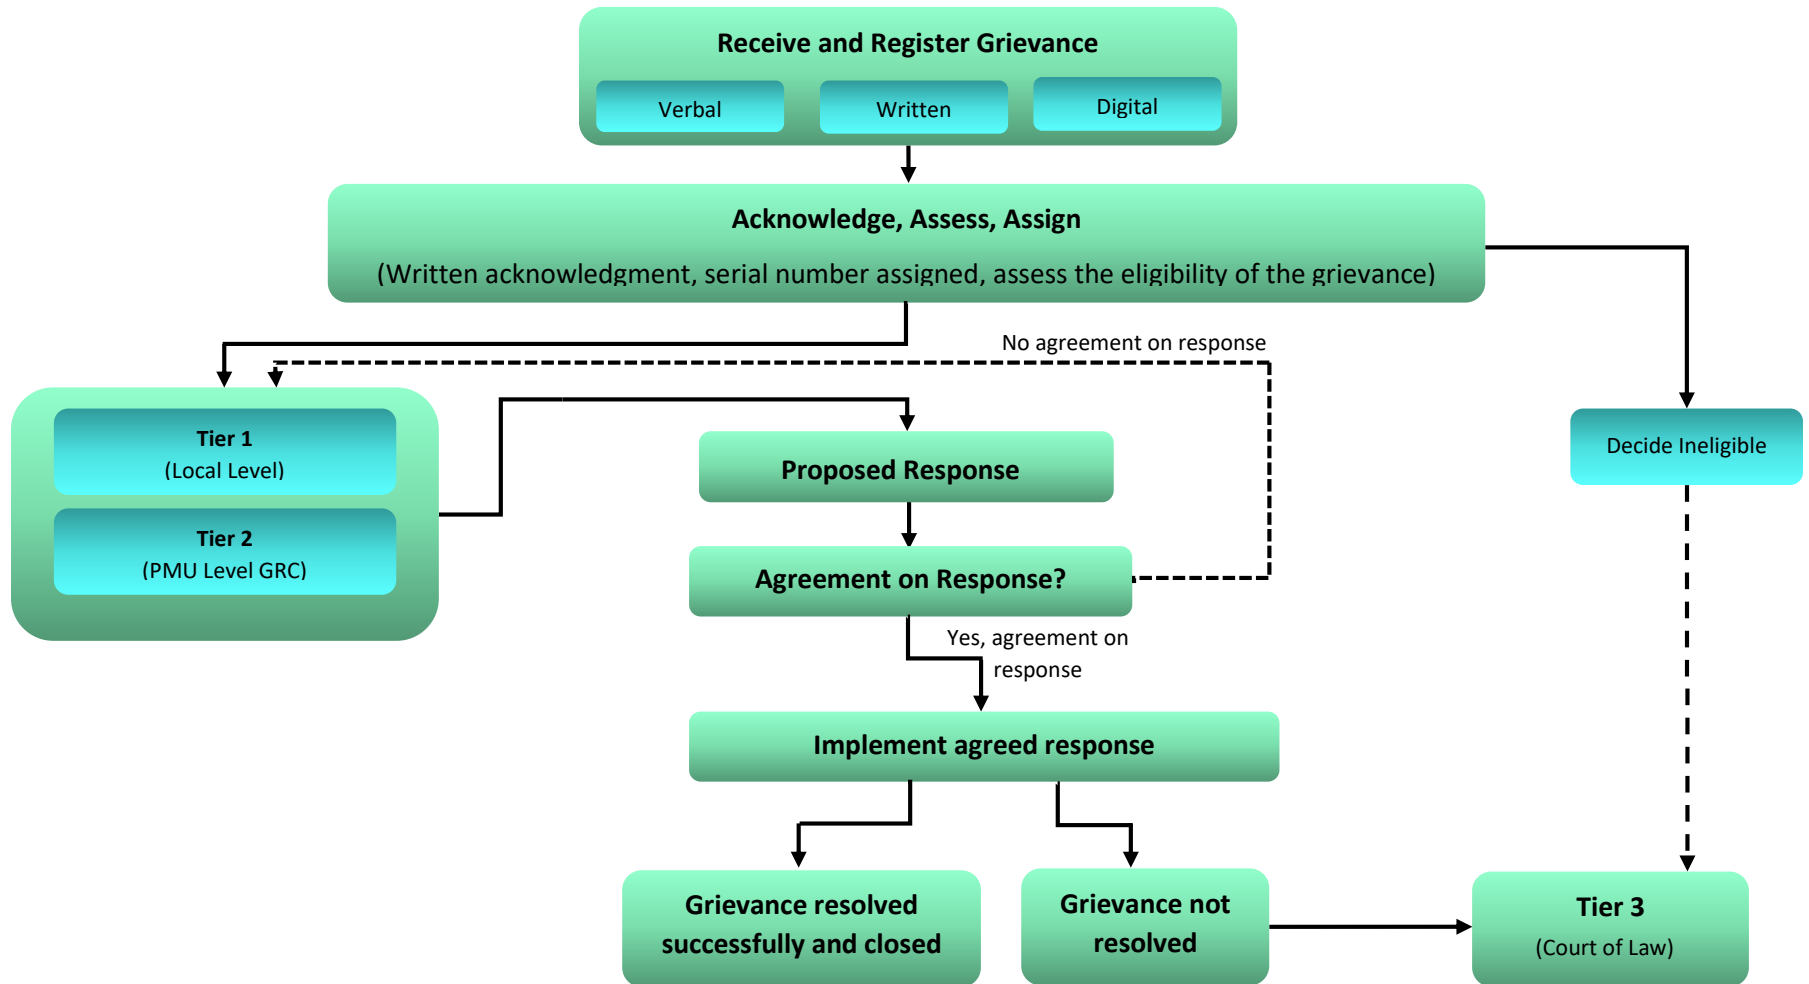 Receive and Register Grievance
Verbal
Written
Digital
Acknowledge, Assess, Assign
(Written acknowledgment, serial number assigned, assess the eligibility of the grievance)
No agreement on response
Tier 1
(Local Level)
Tier 2
(PMU Level GRC)
Proposed Response
Decide Ineligible
Agreement on Response?
Yes, agreement on
response
Implement agreed response
Grievance resolved
successfully and closed
Grievance not
resolved
Tier 3
(Court of Law)